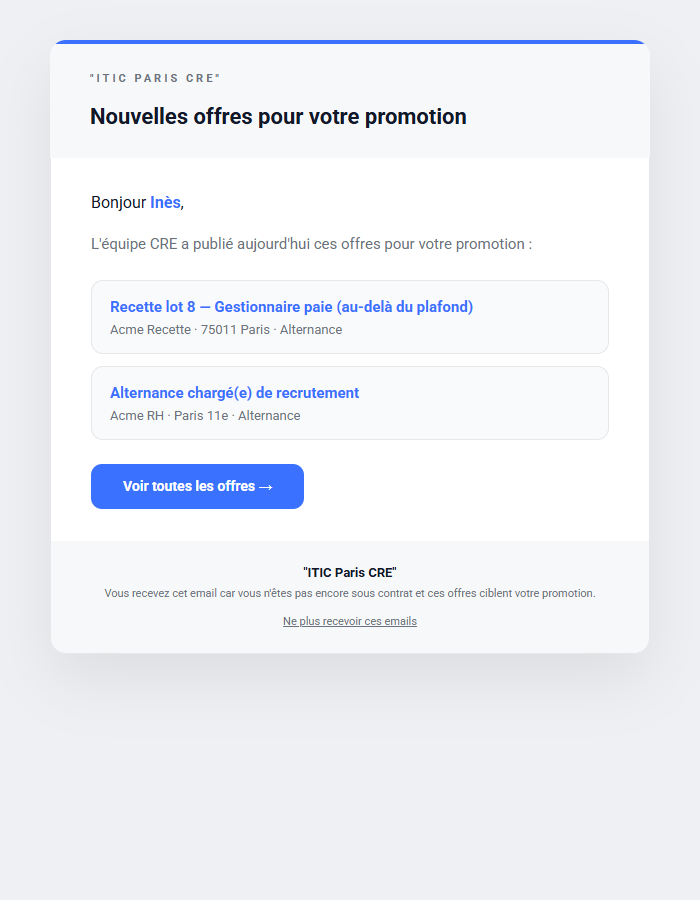 "ITIC PARIS CRE"
Nouvelles offres pour votre promotion
Bonjour Inès,
L'équipe CRE a publié aujourd'hui ces offres pour votre promotion :
Recette lot 8 — Gestionnaire paie (au-delà du plafond)
Acme Recette · 75011 Paris · Alternance
Alternance chargé(e) de recrutement
Acme RH · Paris 11e · Alternance
Voir toutes les offres →
"ITIC Paris CRE"
Vous recevez cet email car vous n'êtes pas encore sous contrat et ces offres ciblent votre promotion.
Ne plus recevoir ces emails